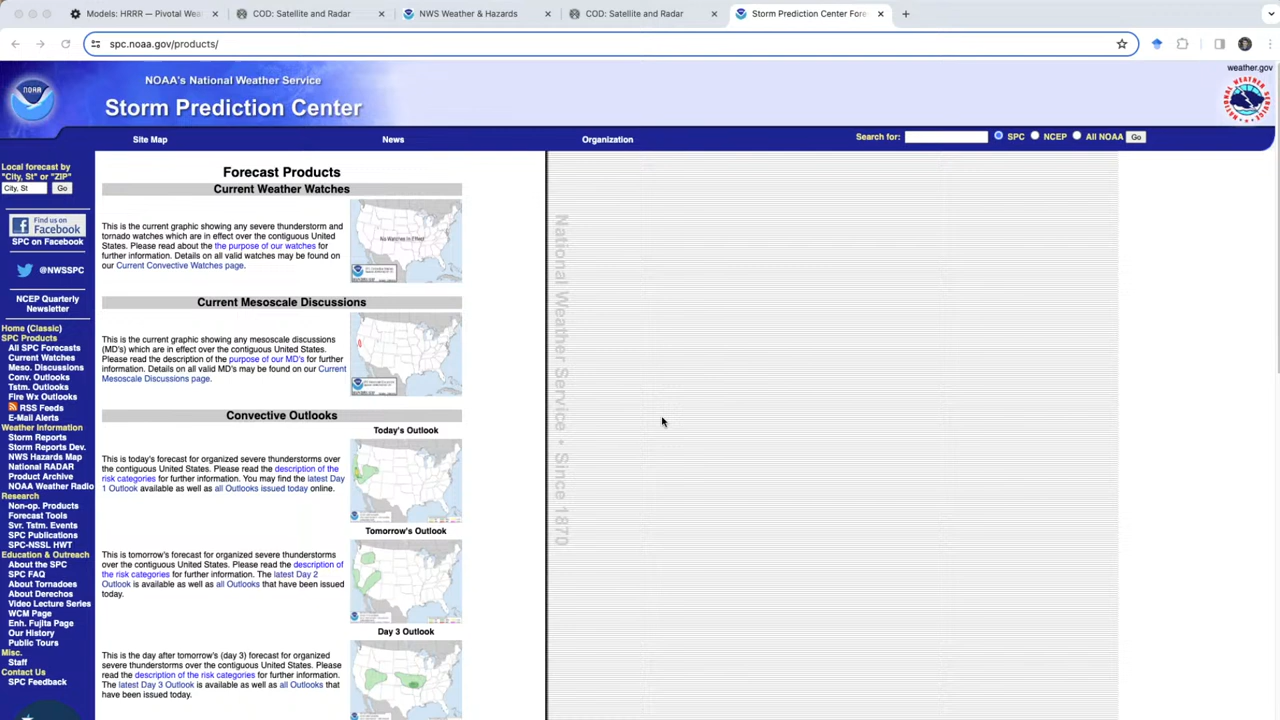 Models: HRRR — Pivotal Wea
COD: Satellite and Radar
NWS Weather & Hazards
COD: Satellite and Radar
Storm Prediction Center Fore
spc.noaa.gov/products/
weather.gov
NOAA
NOAA's National Weather Service
Storm Prediction Center
Site Map
News
Organization
Search for:
SPC
NCEP
All NOAA
Go
Local forecast by
"City, St" or "ZIP"
City, St
Go
Find us on
Facebook
SPC on Facebook
@NWSSPC
NCEP Quarterly
Newsletter
Home (Classic)
SPC Products
All SPC Forecasts
Current Watches
Meso. Discussions
Conv. Outlooks
Tstm. Outlooks
Fire Wx Outlooks
RSS Feeds
E-Mail Alerts
Weather Information
Storm Reports
Storm Reports Dev.
NWS Hazards Map
National RADAR
Product Archive
NOAA Weather Radio
Research
Non-op. Products
Forecast Tools
Svr. Tstm. Events
SPC Publications
SPC-NSSL HWT
Education & Outreach
About the SPC
SPC FAQ
About Tornadoes
About Derechos
Video Lecture Series
WCM Page
Enh. Fujita Page
Our History
Public Tours
Misc.
Staff
Contact Us
SPC Feedback
Forecast Products
Current Weather Watches
This is the current graphic showing any severe thunderstorm and
tornado watches which are in effect over the contiguous United
States. Please read about the purpose of our watches for
further information. Details on all valid watches may be found on
our Current Convective Watches page.
No Watches in Effect
Current Mesoscale Discussions
This is the current graphic showing any mesoscale discussions
(MD's) which are in effect over the contiguous United States.
Please read the description of the purpose of our MD's for further
information. Details on all valid MD's may be found on our Current
Mesoscale Discussions page.
Convective Outlooks
Today's Outlook
This is today's forecast for organized severe thunderstorms over
the contiguous United States. Please read the description of the
risk categories for further information. You may find the latest Day
1 Outlook available as well as all Outlooks issued today online.
Tomorrow's Outlook
This is tomorrow's forecast for organized severe thunderstorms
over the contiguous United States. Please read the description of
the risk categories for further information. The latest Day 2
Outlook is available as well as all Outlooks that have been issued
today.
Day 3 Outlook
This is the day after tomorrow's (day 3) forecast for organized
severe thunderstorms over the contiguous United States. Please
read the description of the risk categories for further information.
The latest Day 3 Outlook is available as well as all Outlooks that
have been issued today.
National Weather Service • Since 1870